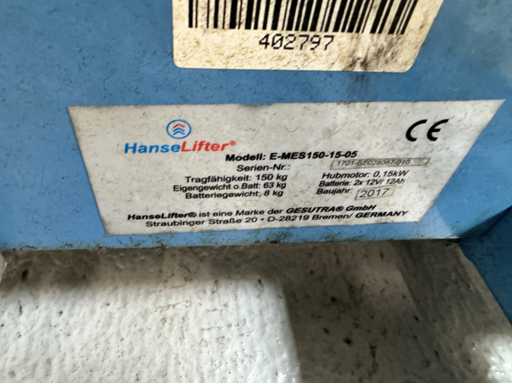 402797
HanseLifter®
Modell: E-MES150-15-05
Serien-Nr.:
Tragfähigkeit: 150 kg
Hubmotor: 0,15kW
Eigengewicht o.Batt: 63 kg
Batterie: 2x 12V/ 12Ah
Batteriegewicht: 8 kg
Baujahr: 2017
CE
HanseLifter® ist eine Marke der GESUTRA® GmbH
Straubinger Straße 20 • D-28219 Bremen/ GERMANY